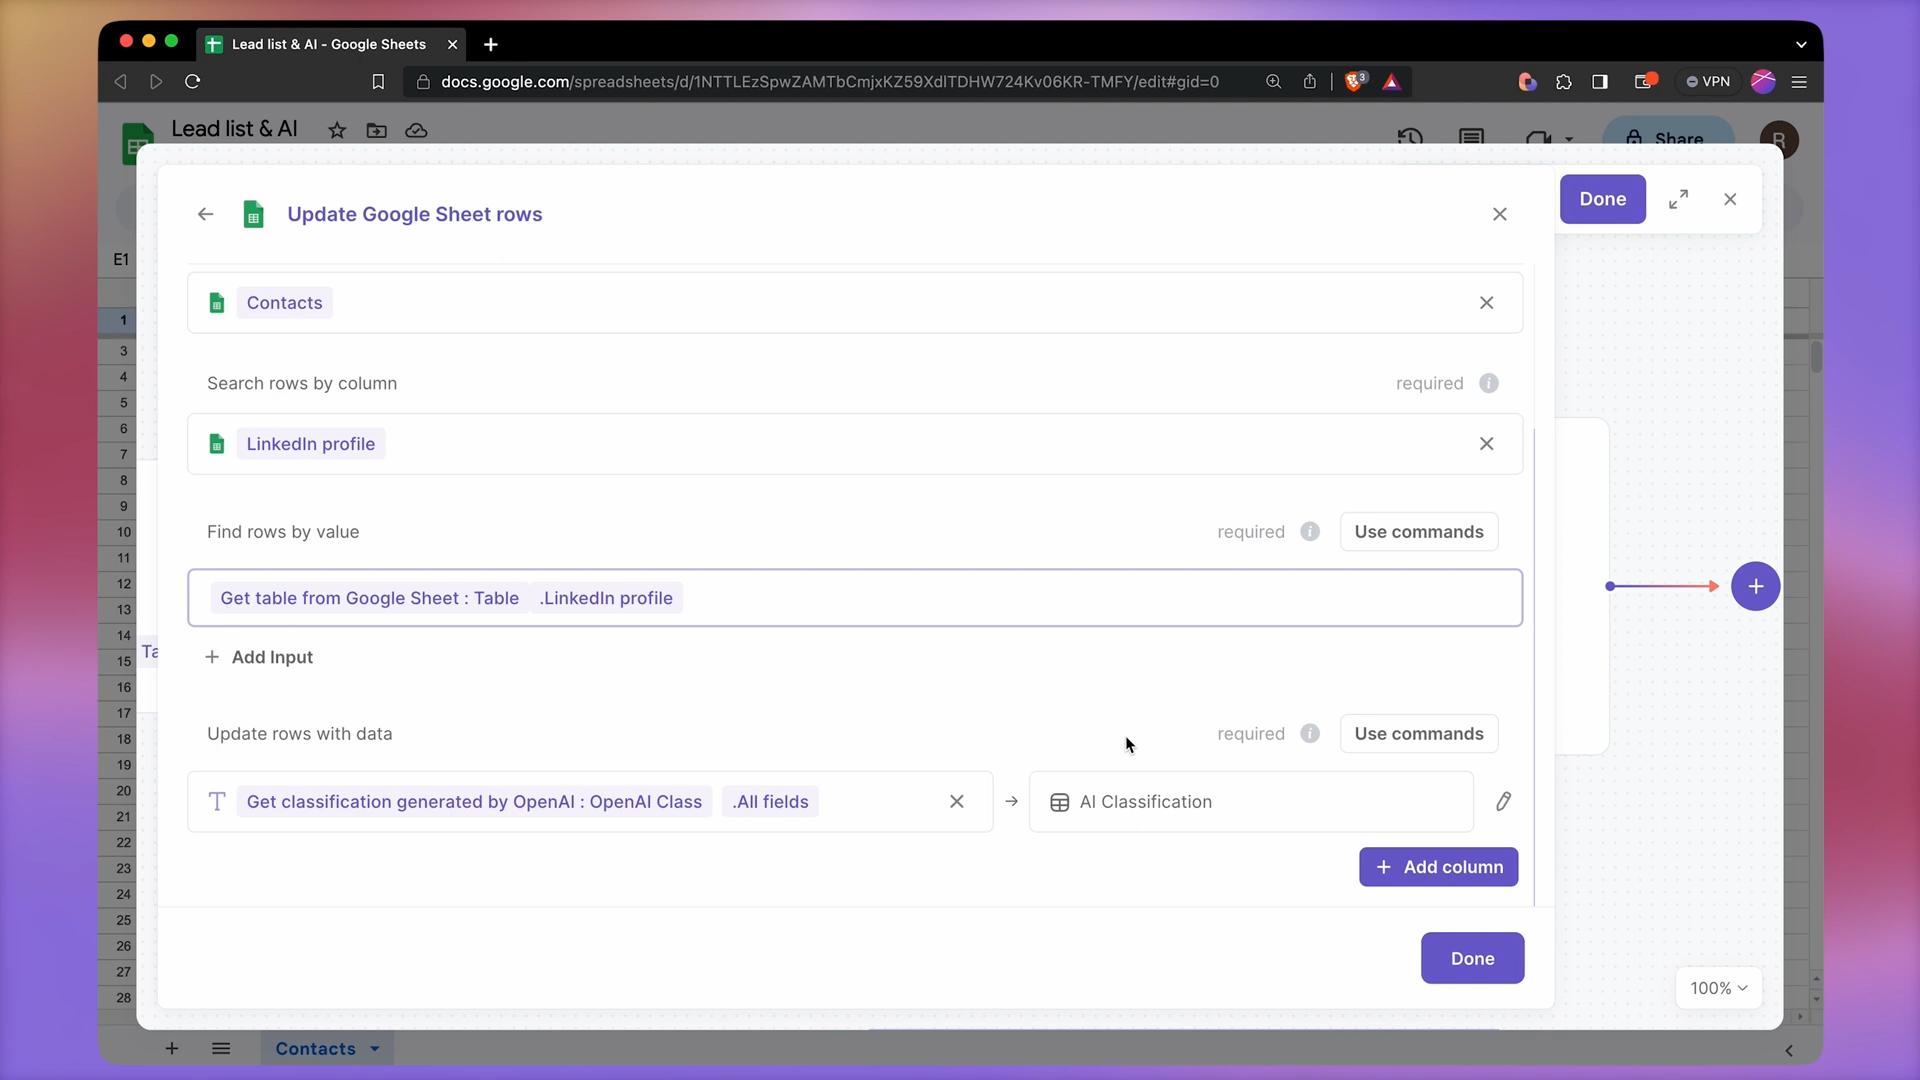 Lead list & AI - Google Sheets
docs.google.com/spreadsheets/d/1NTTLEzSpwZAMTbCmjxKZ59XdlTDHW724Kv06KR-TMFY/edit#gid=0
3
VPN
Lead list & AI
Share
R
Update Google Sheet rows
Done
E1
Contacts
Search rows by column
required
LinkedIn profile
Find rows by value
required
Use commands
Get table from Google Sheet : Table .LinkedIn profile
Add Input
Ta
Update rows with data
required
Use commands
Get classification generated by OpenAI : OpenAI Class .All fields
AI Classification
Add column
Done
100%
1
3
4
5
6
7
8
9
10
11
12
13
14
15
16
17
18
19
20
21
22
23
24
25
26
27
28
Contacts